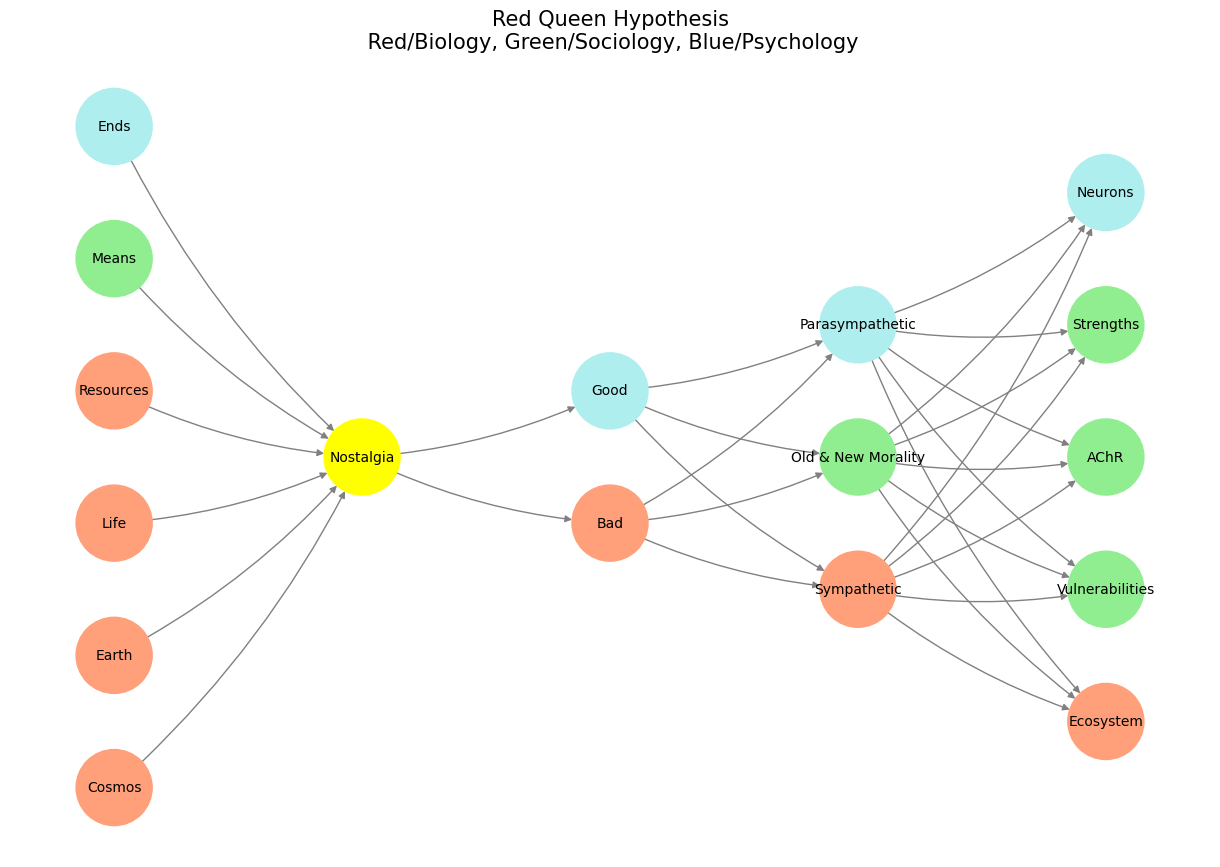 Red Queen Hypothesis
Red/Biology, Green/Sociology, Blue/Psychology
Ends
Means
Resources
Life
Earth
Cosmos
Nostalgia
Good
Bad
Parasympathetic
Old & New Morality
Sympathetic
Neurons
Strengths
AChR
Vulnerabilities
Ecosystem